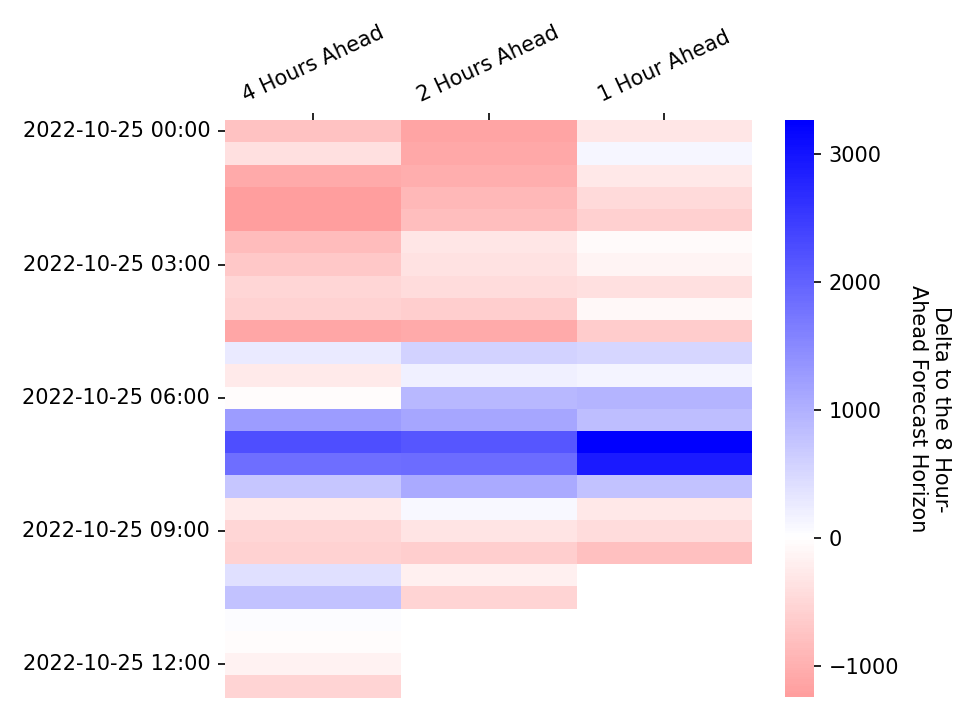 4 Hours Ahead
2 Hours Ahead
1 Hour Ahead
2022-10-25 00:00
2022-10-25 03:00
2022-10-25 06:00
2022-10-25 09:00
2022-10-25 12:00
3000
2000
1000
0
−1000
Delta to the 8 Hour-
Ahead Forecast Horizon